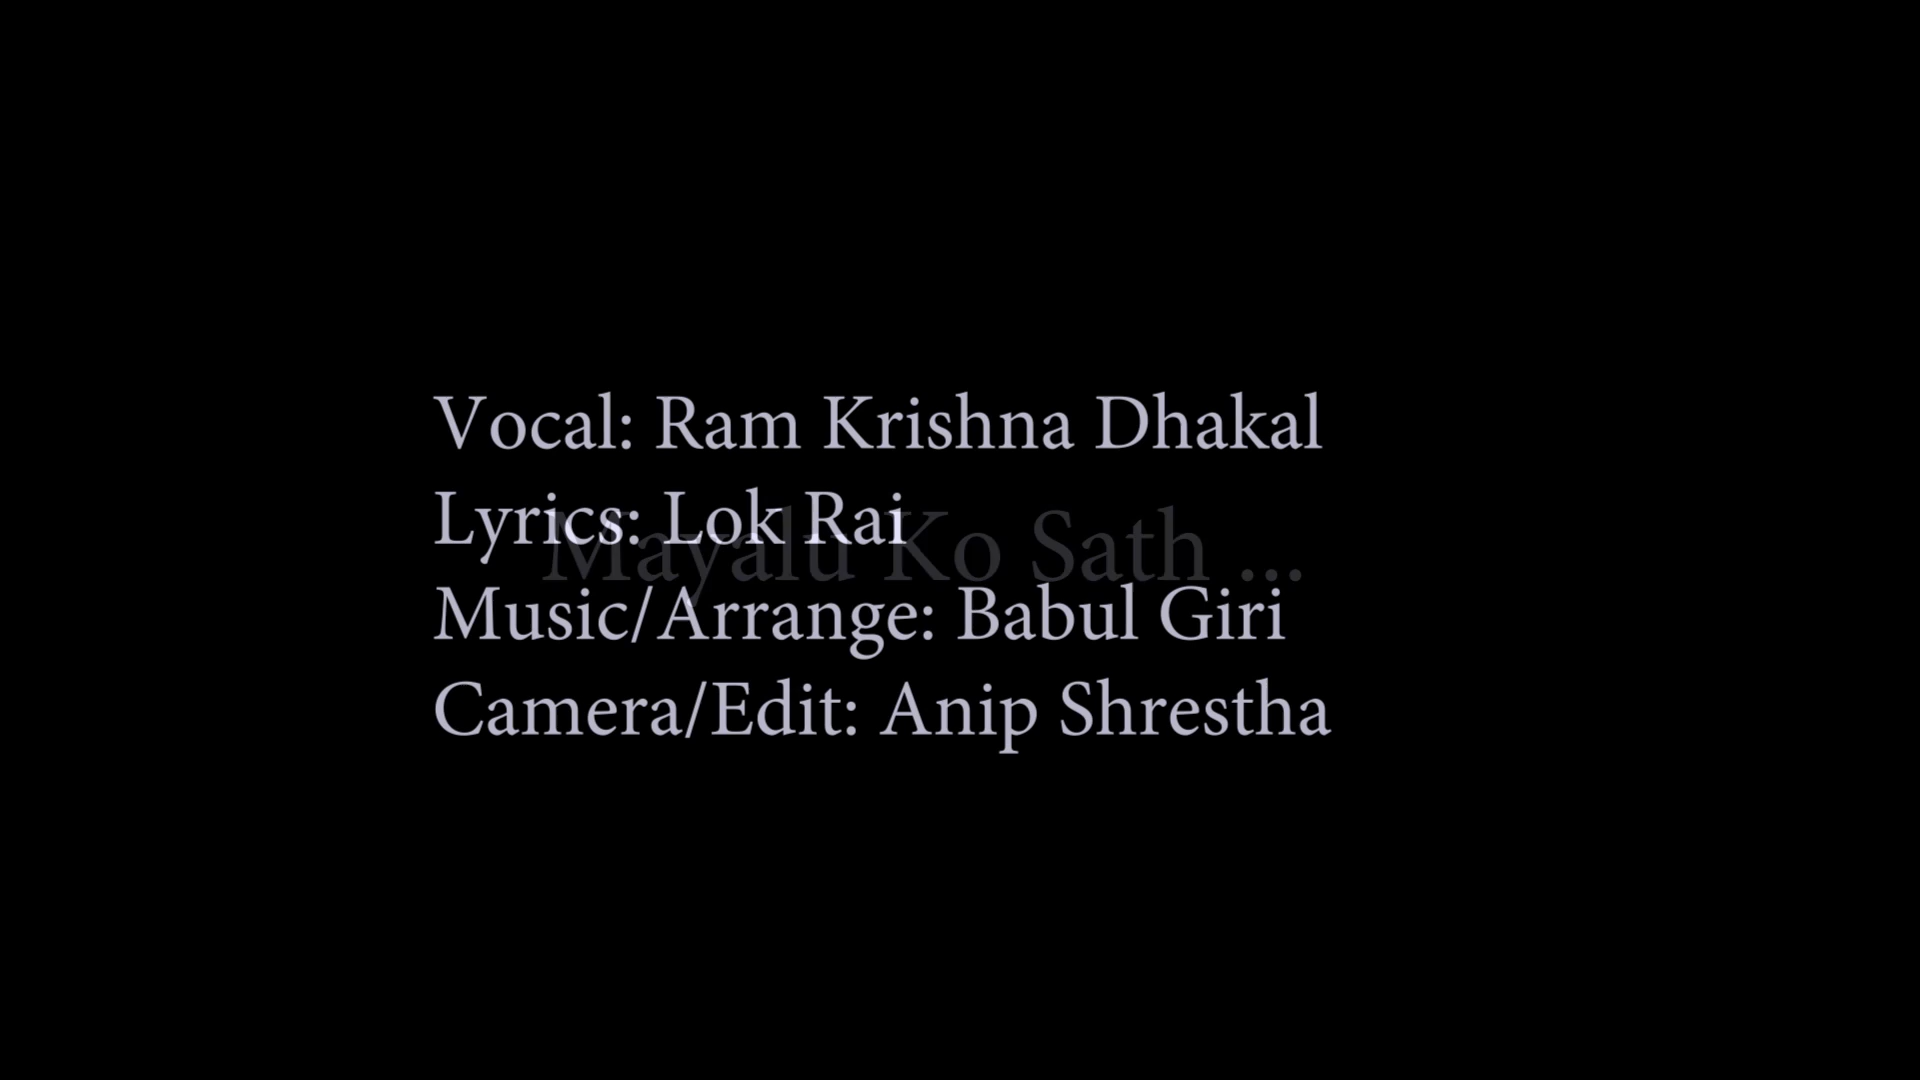 Vocal: Ram Krishna Dhakal
Lyrics: Lok Rai
Mayalu Ko Sath ...
Music/Arrange: Babul Giri
Camera/Edit: Anip Shrestha